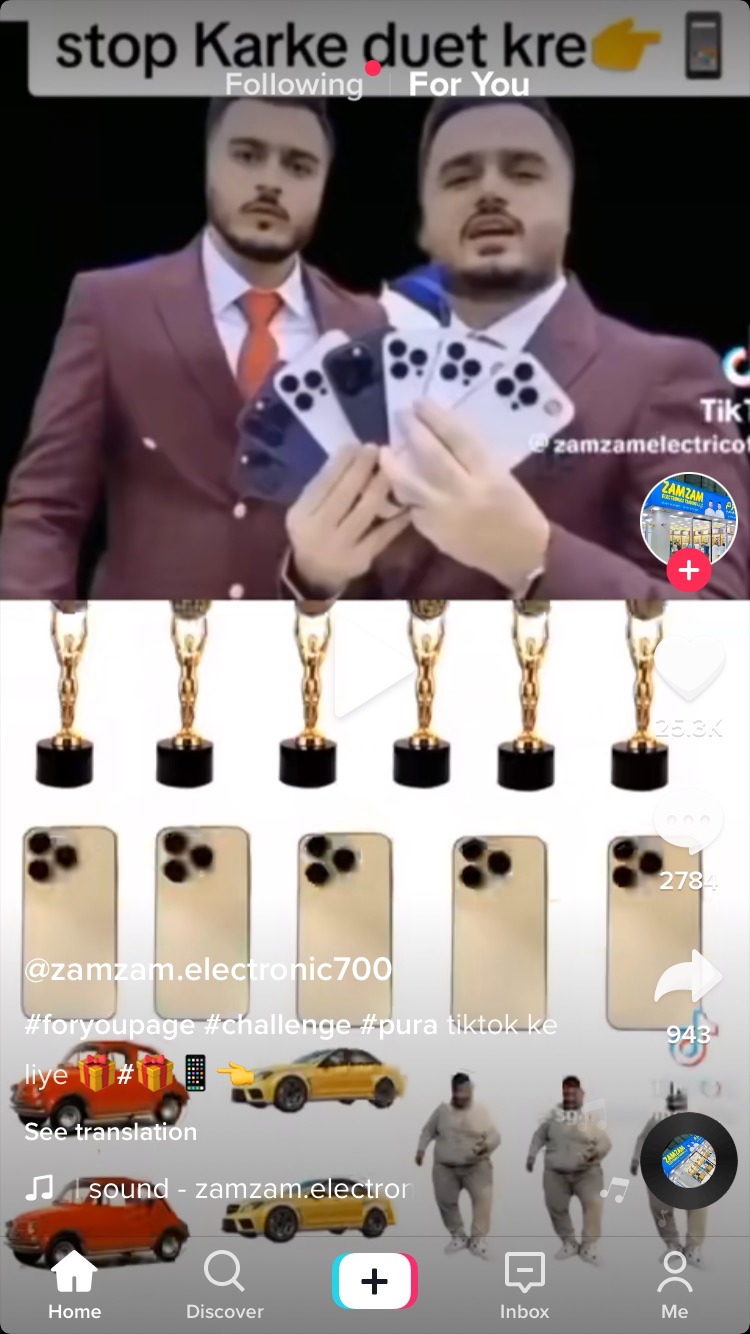 stop Karke duet kre👉 📱
Following
For You
TikT
@zamzamelectricof
ZAMZAM
25.3K
2784
@zamzam.electronic700
#foryoupage #challenge #pura tiktok ke
liye 🎁#🎁📱👈
943
See translation
sound - zamzam.electror
Home
Discover
Inbox
Me